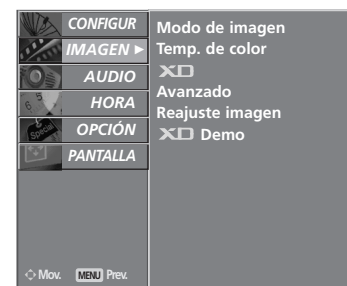 CONFIGUR
IMAGEN ►
AUDIO
HORA
OPCIÓN
PANTALLA
Modo de imagen
Temp. de color
XD
Avanzado
Reajuste imagen
XD Demo
Mov. MENU Prev.